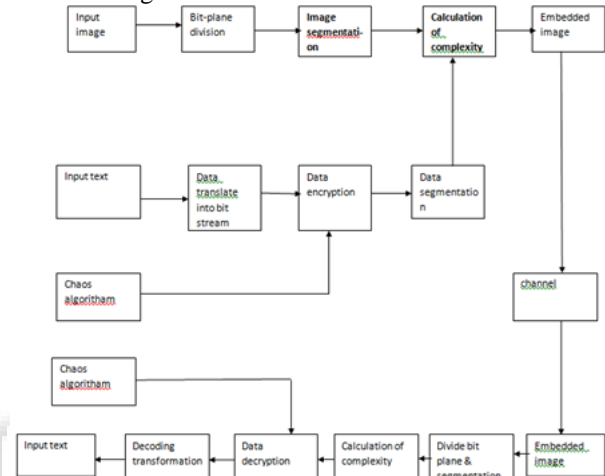 Input
image
Bit-plane
division
Image
segmentati-
on
Calculation
of
complexity
Embedded
image
Input text
Data
translate
into bit
stream
Data
encryption
Data
segmentatio
n
Chaos
algoritham
channel
Chaos
algoritham
Input text
Decoding
transformation
Data
decryption
Calculation of
complexity
Divide bit
plane &
segmentation
Embedded
image